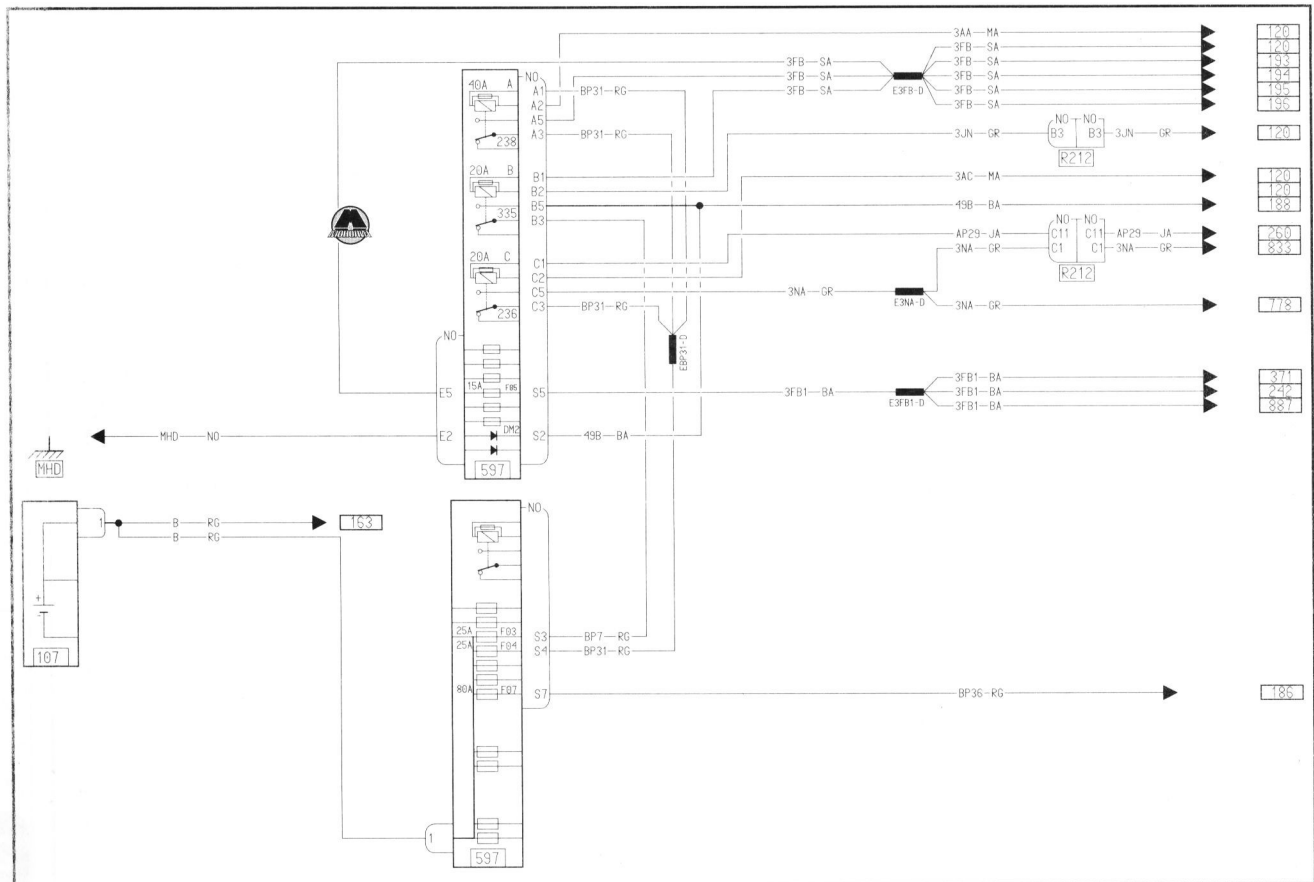 3AA MA 120
3FB SA 120
3FB SA 3FB SA 193
40A A NO 3FB SA 3FB SA 194
A1 BP31 RG 3FB SA E3FB-D 3FB SA 195
A2 3FB SA 196
A5 NO NO
238 A3 BP31 RG 3JN GR B3 B3 3JN GR 120
R212
20A B B1 3AC MA 120
B2 120
335 B5 49B BA 188
B3 NO NO
AP29 JA C11 C11 AP29 JA 260
20A C C1 C1 C1 3NA GR 833
C2 R212
C5 3NA GR E3NA-D
236 C3 BP31 RG 3NA GR 778
NO
EBP31-D
3FB1 BA 371
E5 15A F05 S5 3FB1 BA E3FB1-D 3FB1 BA 242
3FB1 BA 887
MHD NO E2 DM2 S2 49B BA
MHD 597
NO
1 B RG 163
B RG
25A F03 S3 BP7 RG
25A F04 S4 BP31 RG
+
-
107
80A F07 S7 BP36 RG 186
1
597